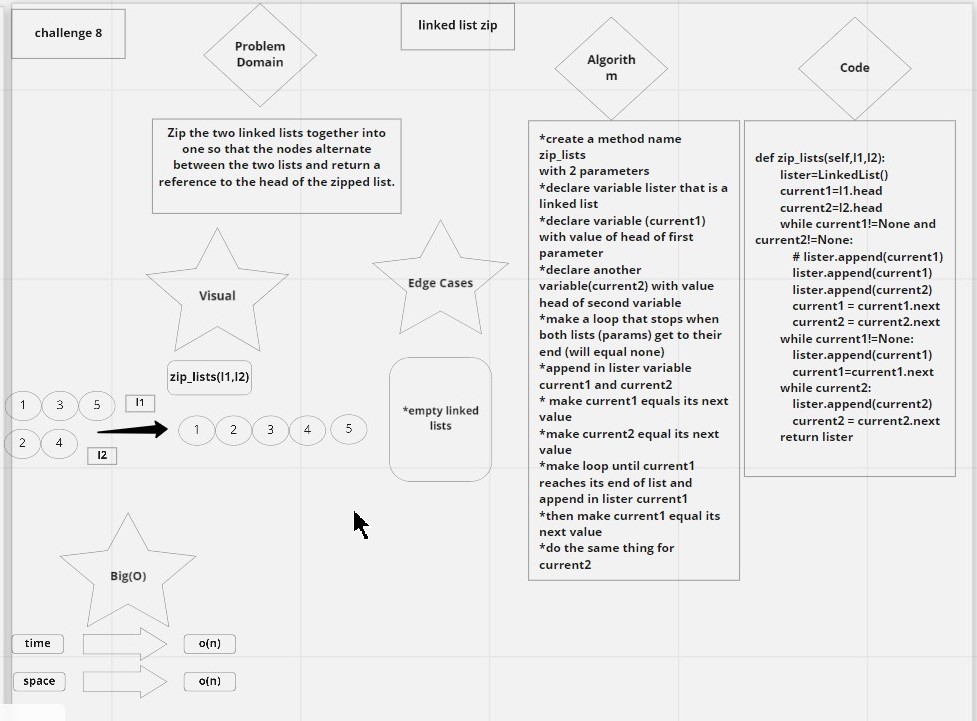 challenge 8
Problem
Domain
linked list zip
Algorith
m
Code
Zip the two linked lists together into
one so that the nodes alternate
between the two lists and return a
reference to the head of the zipped list.
Visual
Edge Cases
zip_lists(l1,l2)
1 3 5
l1
2 4
l2
1 2 3 4 5
*empty linked
lists
Big(O)
time
o(n)
space
o(n)
*create a method name
zip_lists
with 2 parameters
*declare variable lister that is a
linked list
*declare variable (current1)
with value of head of first
parameter
*declare another
variable(current2) with value
head of second variable
*make a loop that stops when
both lists (params) get to their
end (will equal none)
*append in lister variable
current1 and current2
* make current1 equals its next
value
*make current2 equal its next
value
*make loop until current1
reaches its end of list and
append in lister current1
*then make current1 equal its
next value
*do the same thing for
current2
def zip_lists(self,l1,l2):
lister=LinkedList()
current1=l1.head
current2=l2.head
while current1!=None and
current2!=None:
# lister.append(current1)
lister.append(current1)
lister.append(current2)
current1 = current1.next
current2 = current2.next
while current1!=None:
lister.append(current1)
current1=current1.next
while current2:
lister.append(current2)
current2 = current2.next
return lister